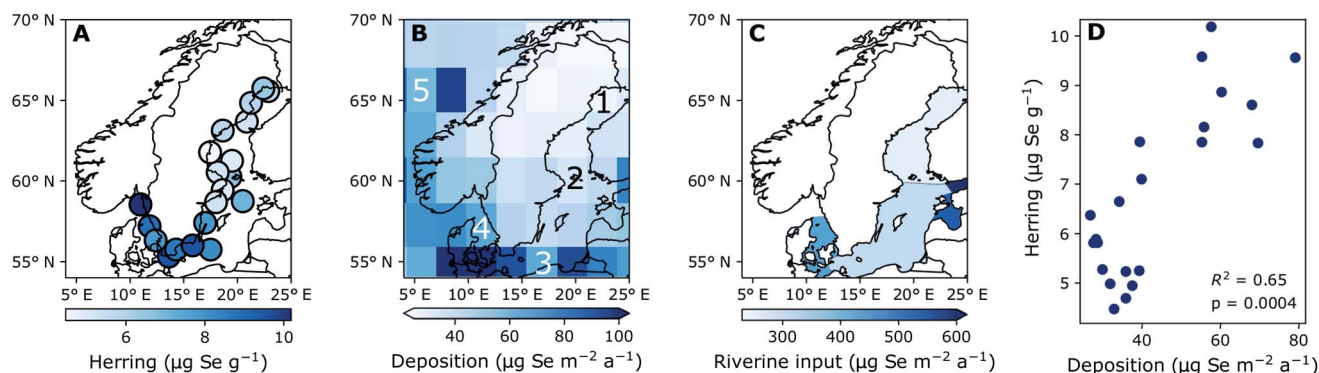 A
70° N
65° N
60° N
55° N
5° E
10° E
15° E
20° E
25° E
6
8
10
Herring (μg Se g⁻¹)
B
70° N
65° N
60° N
55° N
5
1
2
4
3
5° E
10° E
15° E
20° E
25° E
40
60
80
100
Deposition (μg Se m⁻² a⁻¹)
C
70° N
65° N
60° N
55° N
5° E
10° E
15° E
20° E
25° E
300
400
500
600
Riverine input (μg Se m⁻² a⁻¹)
D
Herring (μg Se g⁻¹)
10
9
8
7
6
5
R² = 0.65
p = 0.0004
40
60
80
Deposition (μg Se m⁻² a⁻¹)